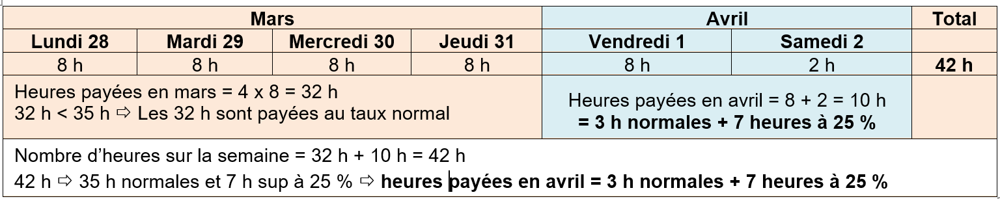 Mars Avril Total
Lundi 28 Mardi 29 Mercredi 30 Jeudi 31 Vendredi 1 Samedi 2
8 h 8 h 8 h 8 h 8 h 2 h 42 h
Heures payées en mars = 4 x 8 = 32 h
32 h < 35 h ⇨ Les 32 h sont payées au taux normal
Heures payées en avril = 8 + 2 = 10 h
= 3 h normales + 7 heures à 25 %
Nombre d’heures sur la semaine = 32 h + 10 h = 42 h
42 h ⇨ 35 h normales et 7 h sup à 25 % ⇨ heures payées en avril = 3 h normales + 7 heures à 25 %